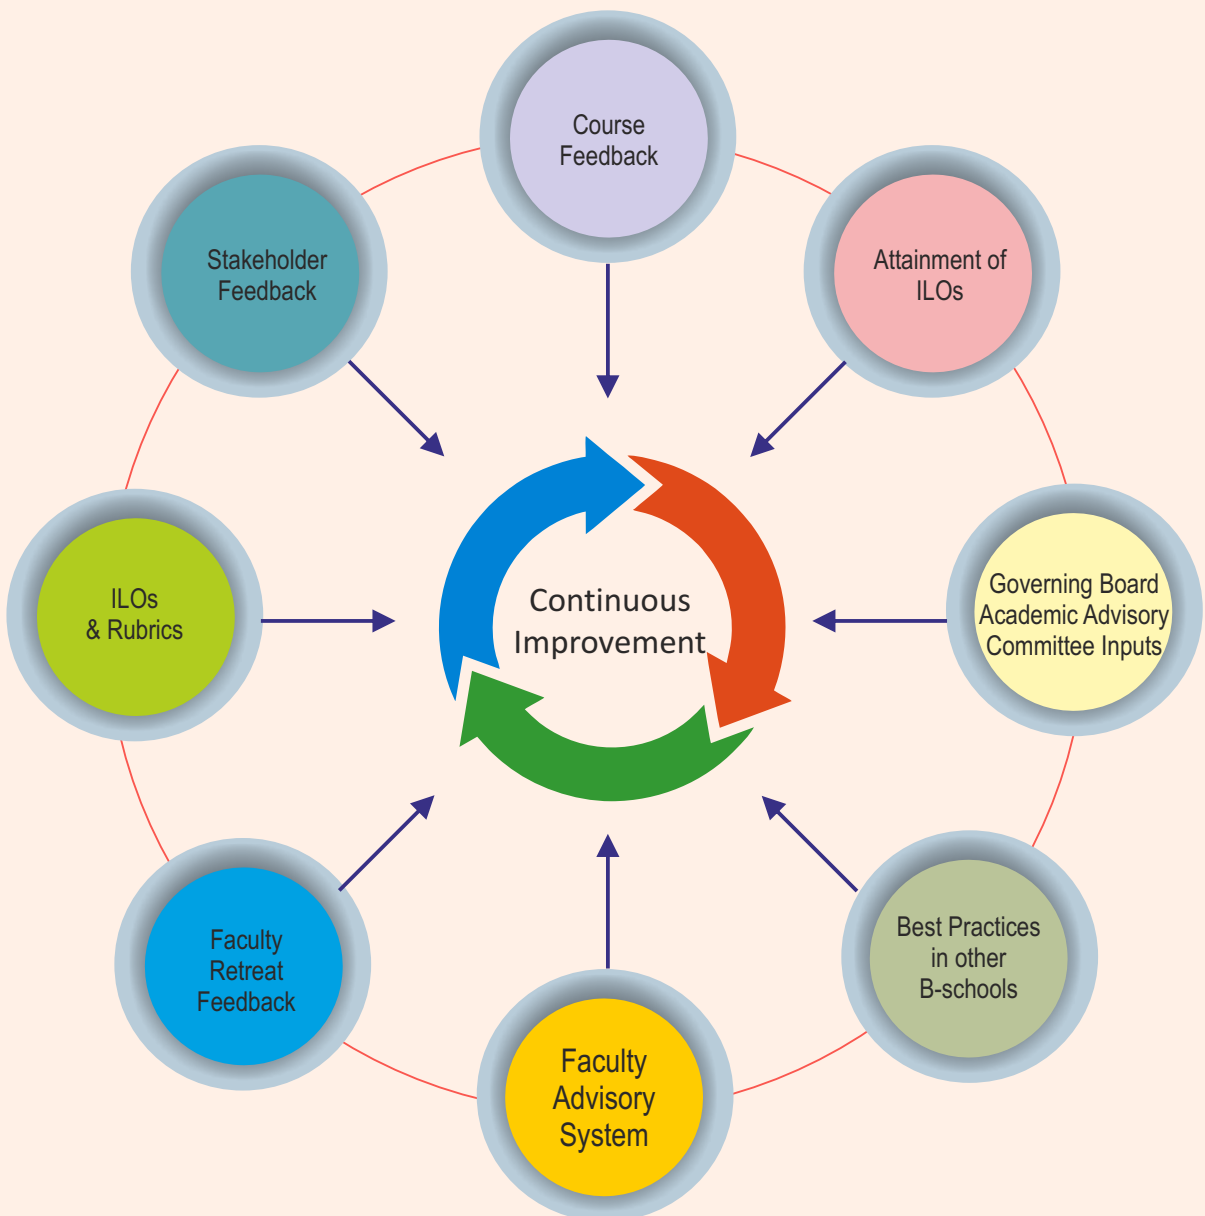 Course
Feedback
Attainment of
ILOs
Governing Board
Academic Advisory
Committee Inputs
Best Practices
in other
B-schools
Faculty
Advisory
System
Faculty
Retreat
Feedback
ILOs
& Rubrics
Stakeholder
Feedback
Continuous
Improvement